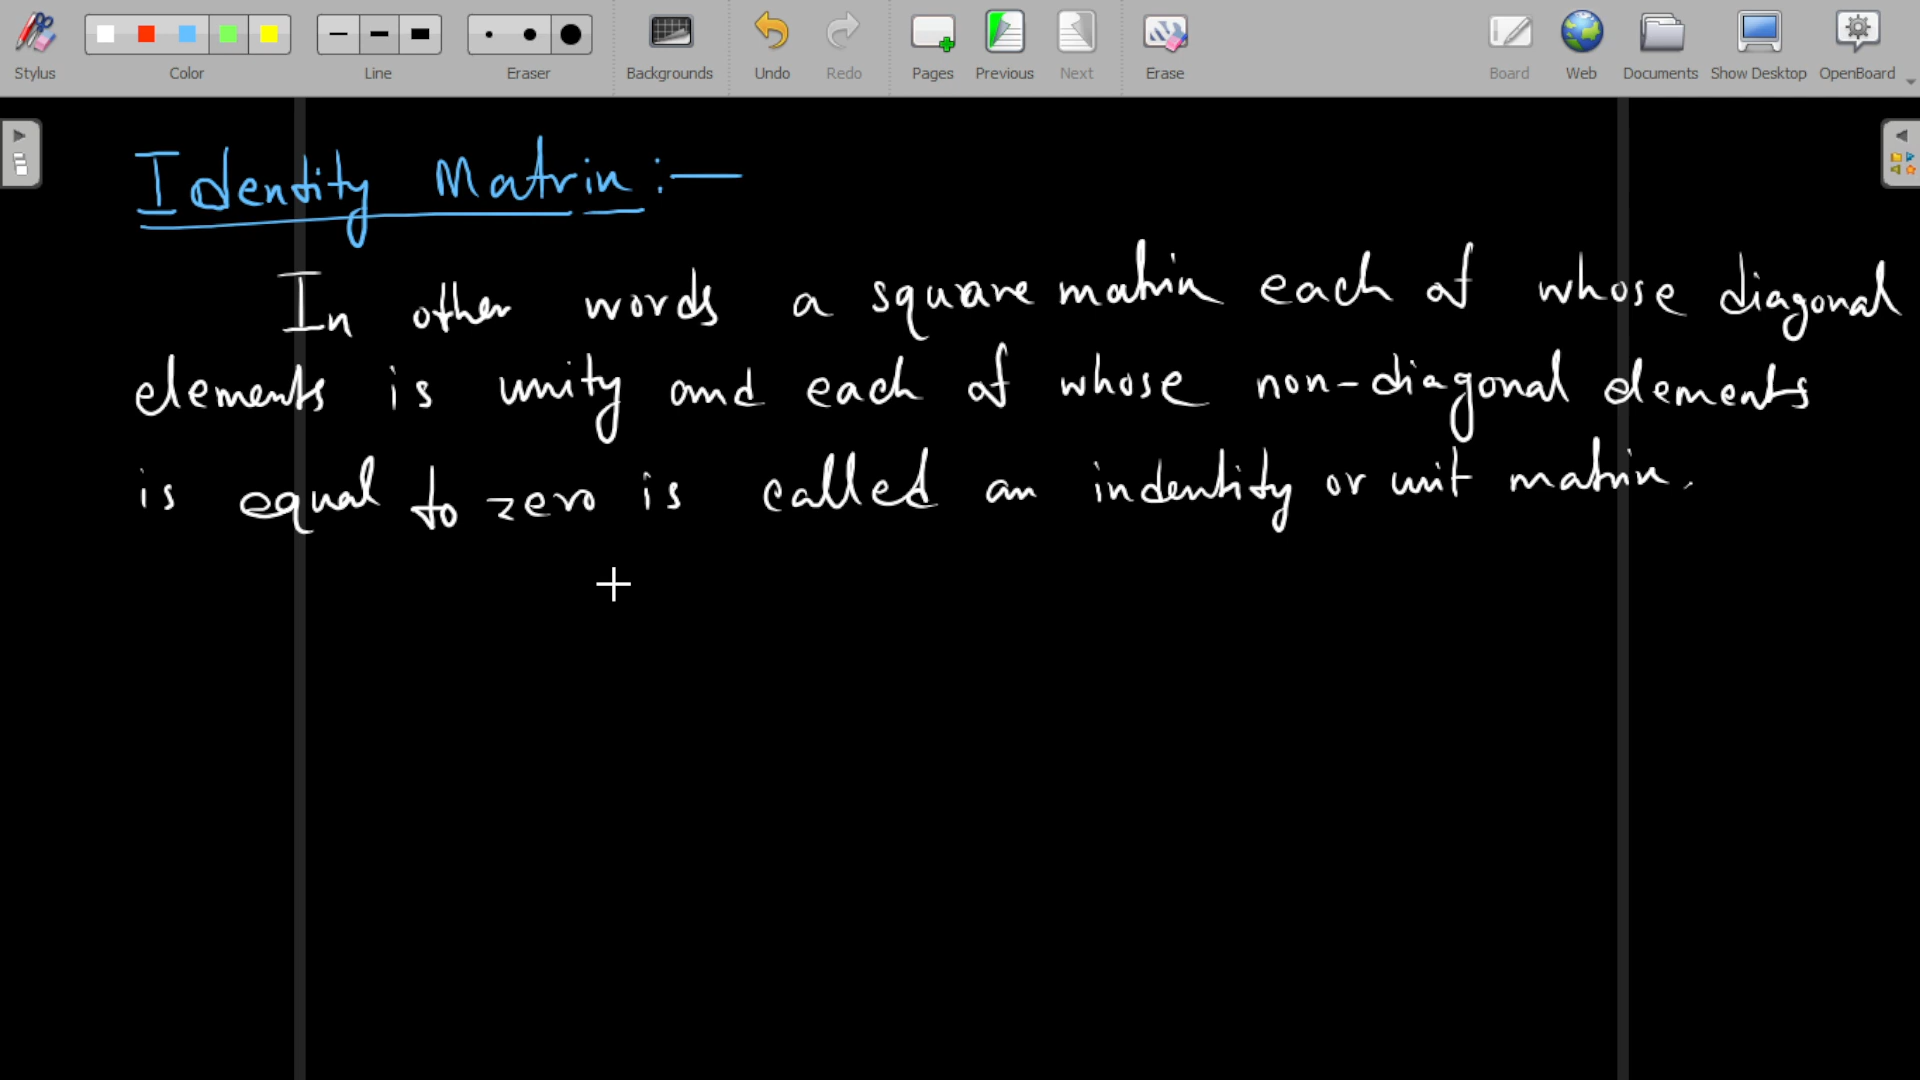 Stylus Color Line Eraser Backgrounds Undo Redo Pages Previous Next Erase Board Web Documents Show Desktop OpenBoard
Identity Matrix :—
In other words a square matrix each of whose diagonal
elements is unity and each of whose non-diagonal elements
is equal to zero is called an indentity or unit matrix.